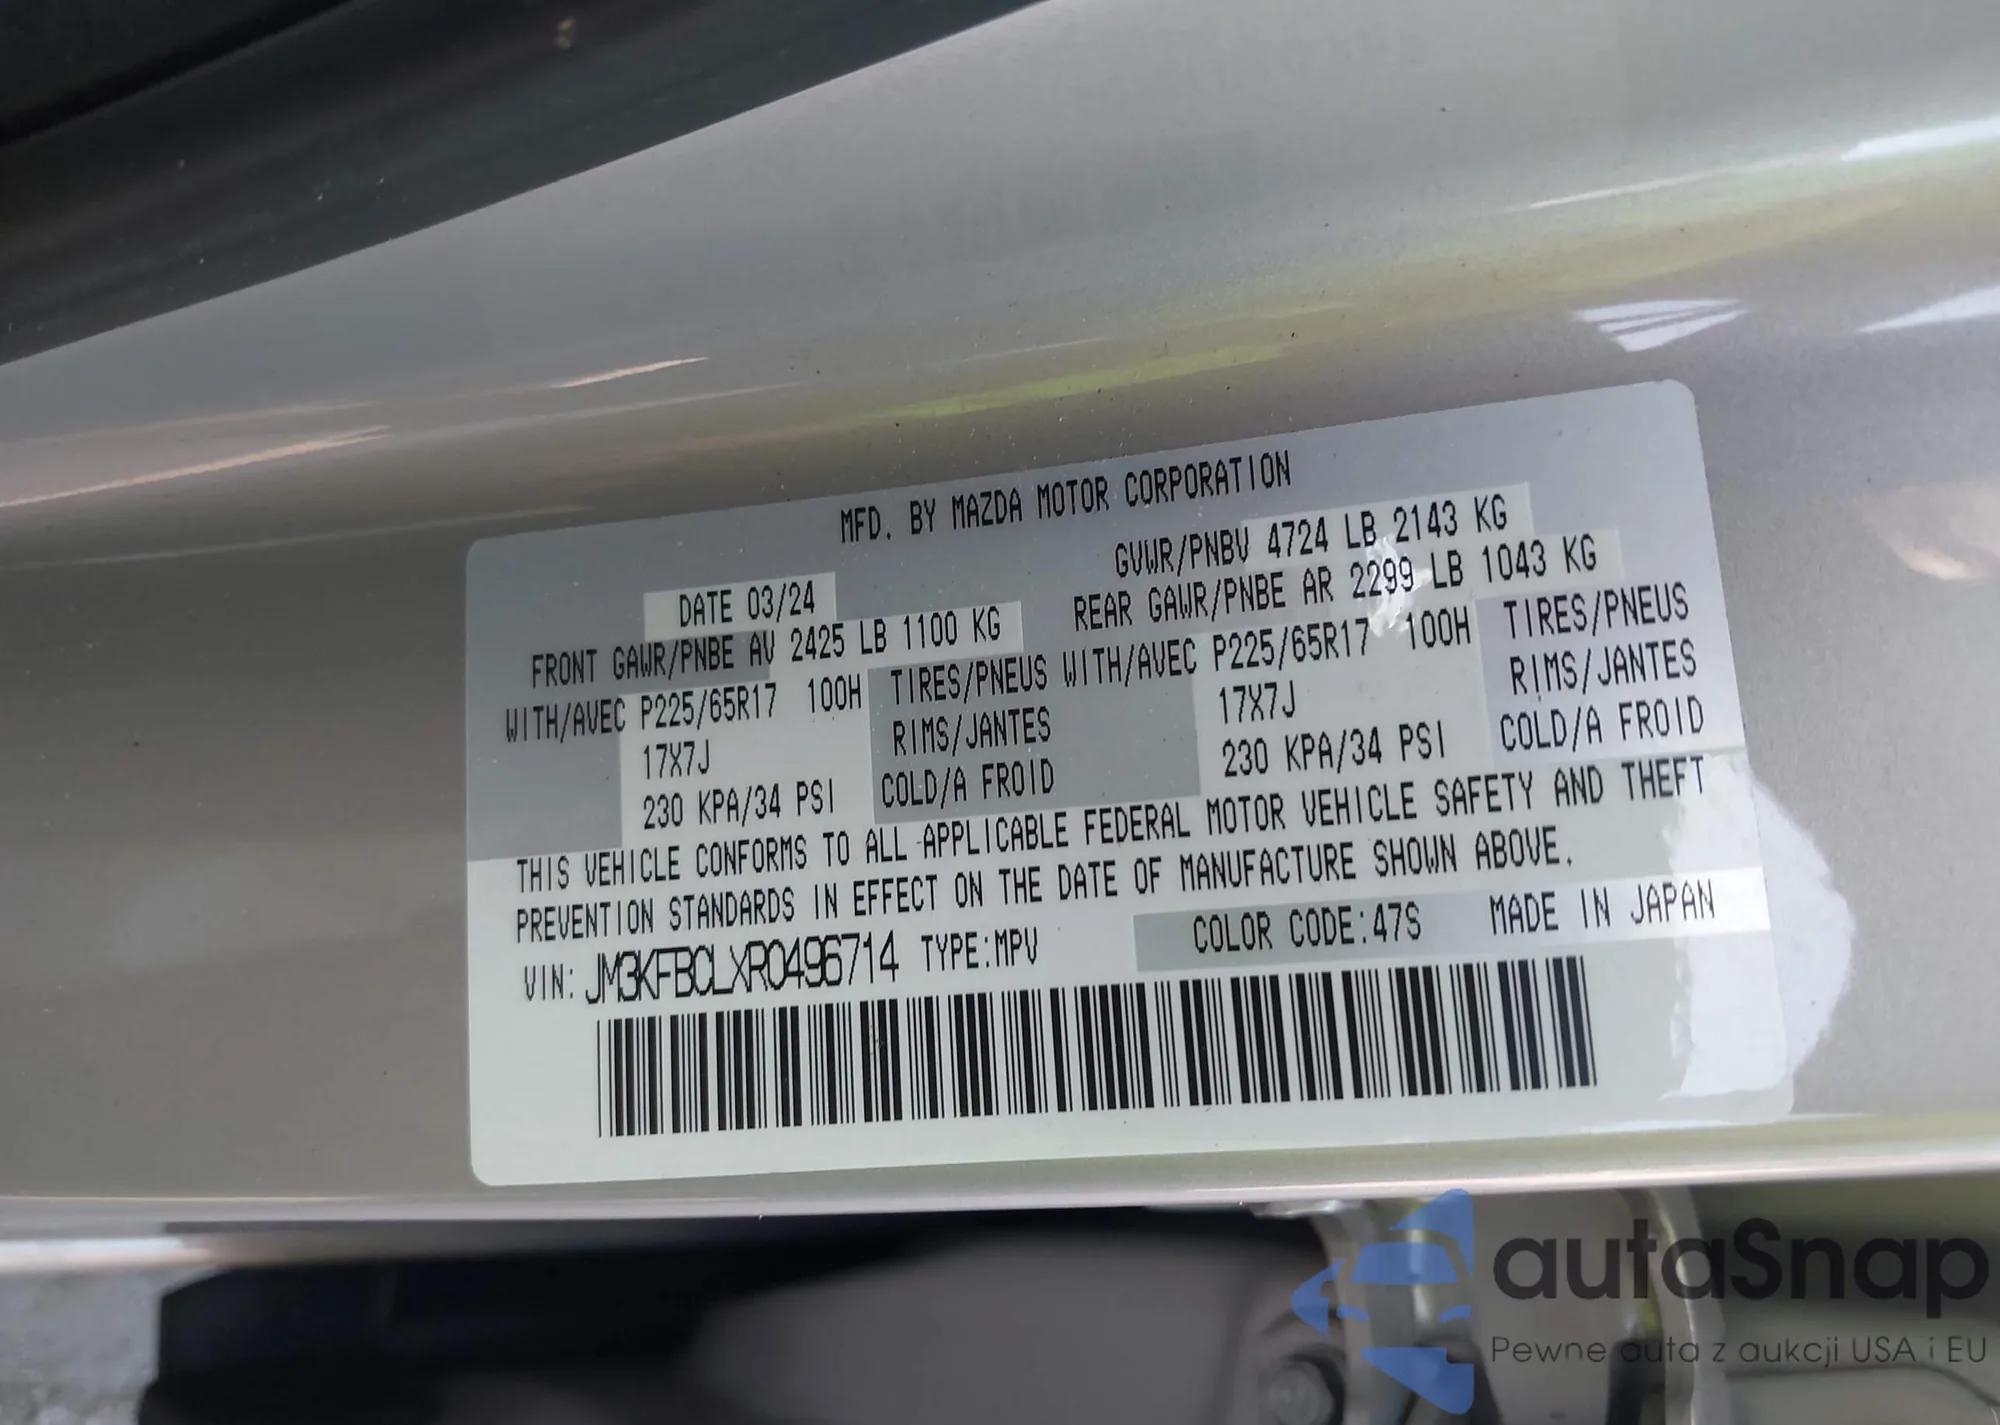 MFD. BY MAZDA MOTOR CORPORATION
DATE 03/24 GVWR/PNBV 4724 LB 2143 KG
FRONT GAWR/PNBE AV 2425 LB 1100 KG REAR GAWR/PNBE AR 2299 LB 1043 KG
WITH/AVEC P225/65R17 100H TIRES/PNEUS WITH/AVEC P225/65R17 100H TIRES/PNEUS
17X7J RIMS/JANTES 17X7J RIMS/JANTES
230 KPA/34 PSI COLD/A FROID 230 KPA/34 PSI COLD/A FROID
THIS VEHICLE CONFORMS TO ALL APPLICABLE FEDERAL MOTOR VEHICLE SAFETY AND THEFT
PREVENTION STANDARDS IN EFFECT ON THE DATE OF MANUFACTURE SHOWN ABOVE.
VIN: JM3KFBCLXR0496714 TYPE:MPV COLOR CODE:47S MADE IN JAPAN
autaSnap
Pewne auta z aukcji USA i EU